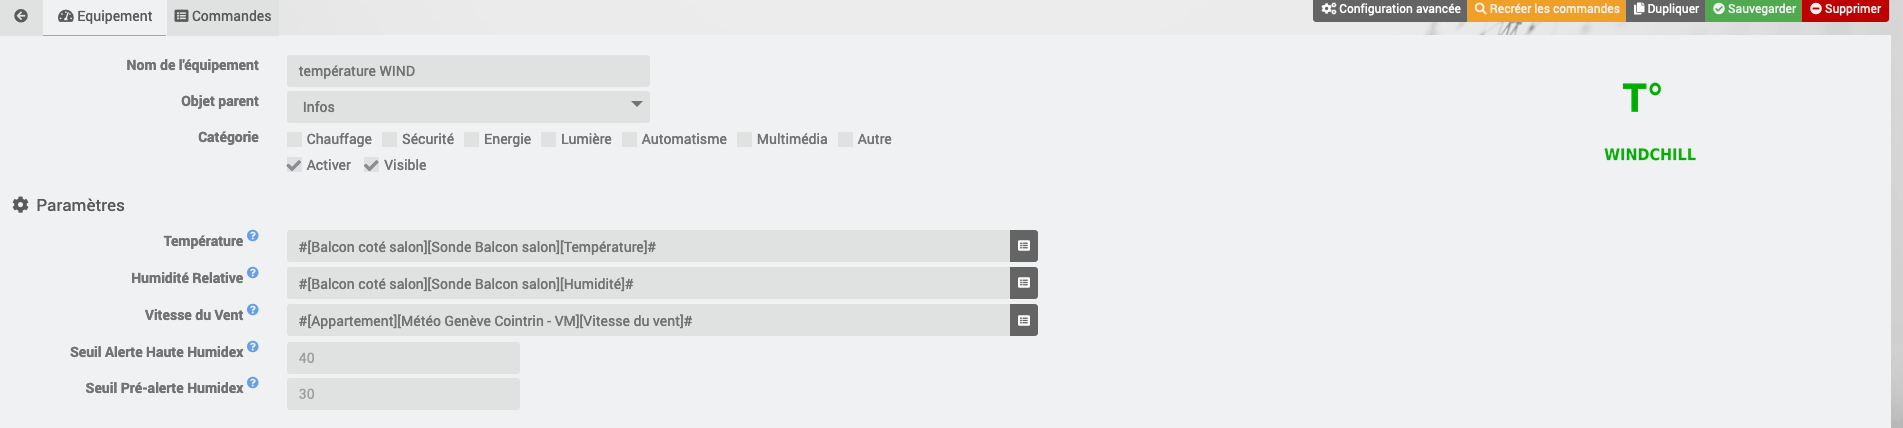 Equipement
Commandes
Configuration avancée
Recréer les commandes
Dupliquer
Sauvegarder
Supprimer
Nom de l'équipement
température WIND
Objet parent
Infos
Catégorie
Chauffage
Sécurité
Energie
Lumière
Automatisme
Multimédia
Autre
Activer
Visible
T°
WINDCHILL
Paramètres
Température
#[Balcon coté salon][Sonde Balcon salon][Température]#
Humidité Relative
#[Balcon coté salon][Sonde Balcon salon][Humidité]#
Vitesse du Vent
#[Appartement][Météo Genève Cointrin - VM][Vitesse du vent]#
Seuil Alerte Haute Humidex
40
Seuil Pré-alerte Humidex
30